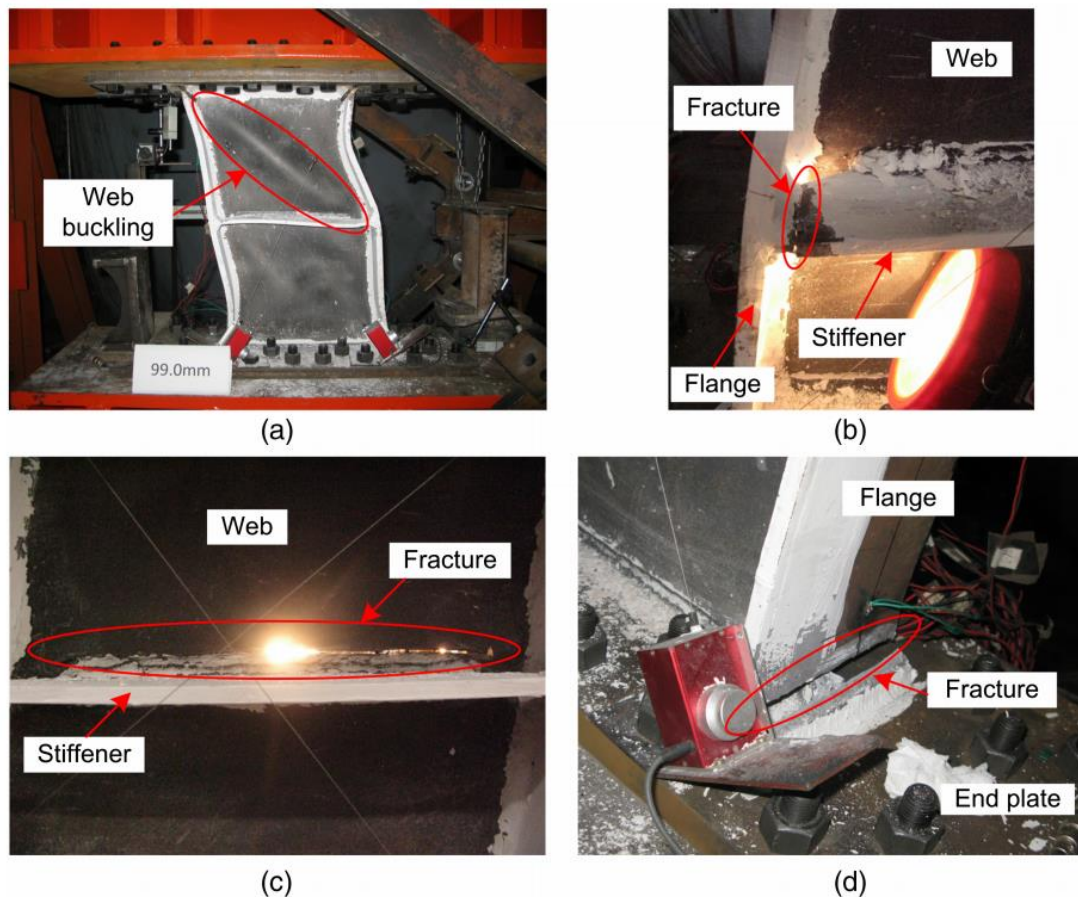 Web
buckling
99.0mm
(a)
Web
Fracture
Stiffener
Flange
(b)
Web
Fracture
Stiffener
(c)
Flange
Fracture
End plate
(d)